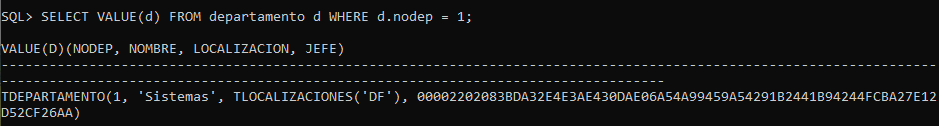 SQL> SELECT VALUE(d) FROM departamento d WHERE d.nodep = 1;
VALUE(D)(NODEP, NOMBRE, LOCALIZACION, JEFE)
--------------------------------------------------------------------------------------------------------------------
-----------------------------------------------------------------------------------
TDEPARTAMENTO(1, 'Sistemas', TLOCALIZACIONES('DF'), 00002202083BDA32E4E3AE430DAE06A54A99459A54291B2441B94244FCBA27E12
D52CF26AA)